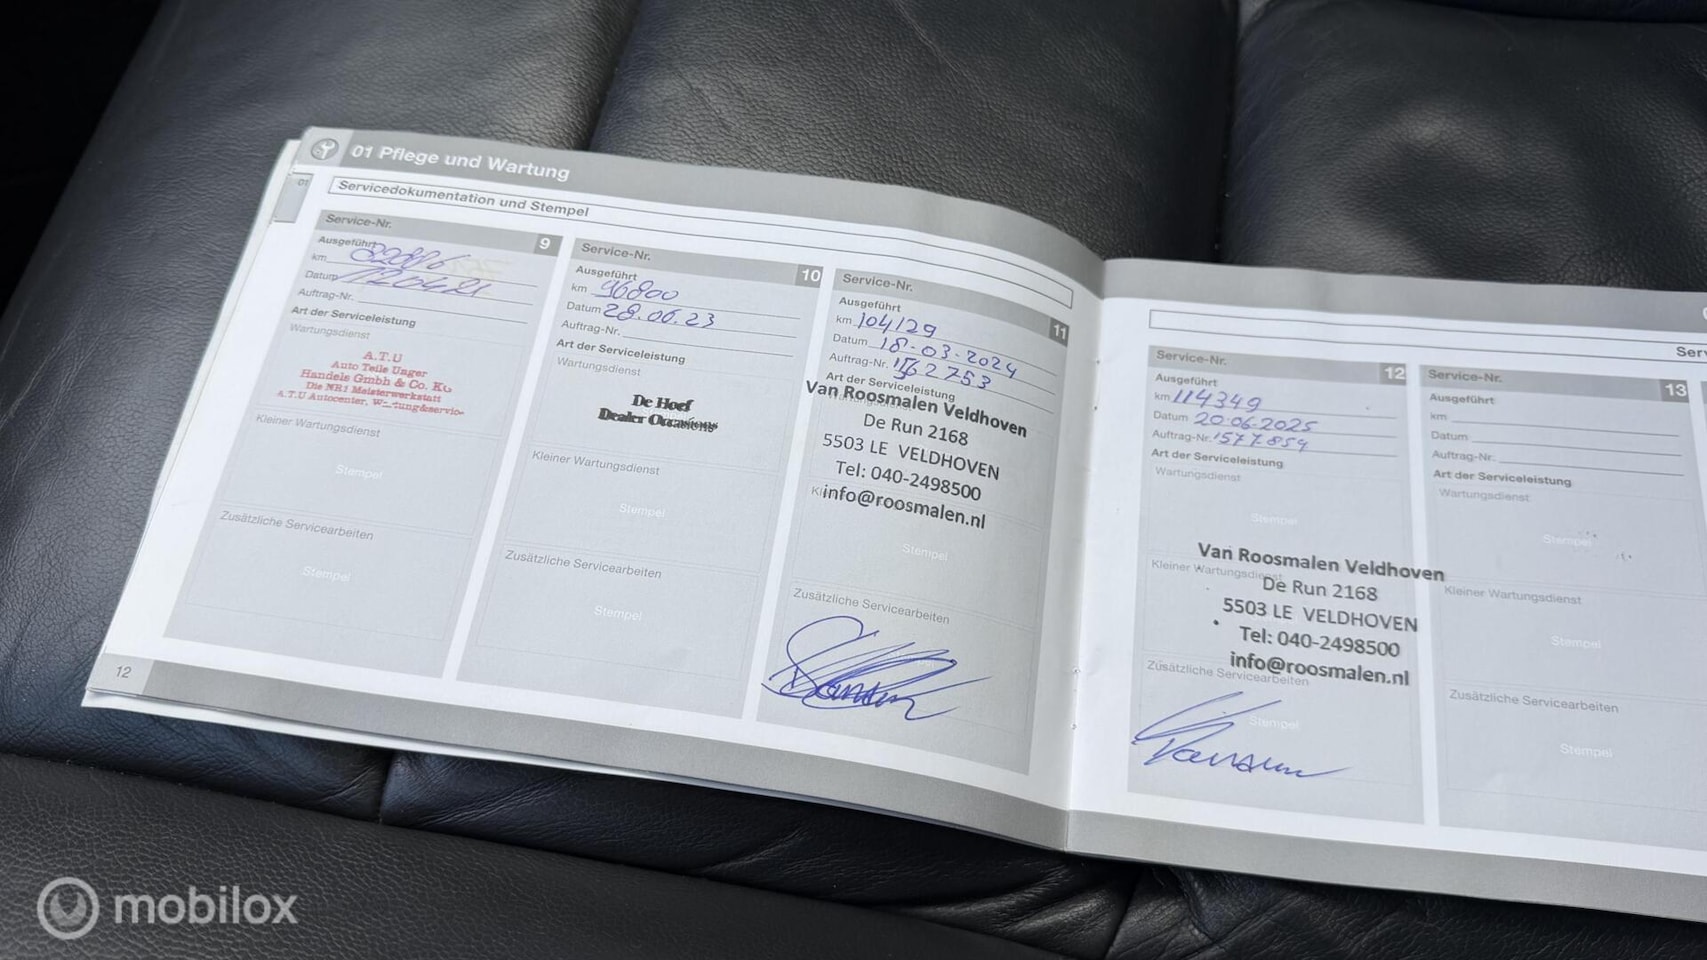 01 Pflege und Wartung
01
Servicedokumentation und Stempel
Service-Nr. 9
Ausgeführt
km
Datum
Auftrag-Nr.
Art der Serviceleistung
Wartungsdienst
A.T.U
Auto Teile Unger
Handels Gmbh & Co. KG
Die NR1 Meisterwerkstatt
A.T.U Autocenter,
Kleiner Wartungsdienst
Stempel
Zusätzliche Servicearbeiten
Stempel
12
Service-Nr. 10
Ausgeführt
km 96800
Datum 28.06.23
Auftrag-Nr.
Art der Serviceleistung
Wartungsdienst
De Hoef
Dealer Occasions
Kleiner Wartungsdienst
Stempel
Zusätzliche Servicearbeiten
Stempel
Service-Nr. 11
Ausgeführt
km 104129
Datum 18-03-2024
Auftrag-Nr. 1562753
Art der Serviceleistung
Van Roosmalen Veldhoven
De Run 2168
5503 LE VELDHOVEN
Tel: 040-2498500
info@roosmalen.nl
Stempel
Zusätzliche Servicearbeiten
Service-Nr. 12
Ausgeführt
km 114349
Datum 20-06-2025
Auftrag-Nr. 1577854
Art der Serviceleistung
Wartungsdienst
Stempel
Van Roosmalen Veldhoven
Kleiner Wartungsdienst
De Run 2168
5503 LE VELDHOVEN
Tel: 040-2498500
info@roosmalen.nl
Zusätzliche Servicearbeiten
Stempel
Service-Nr. 13
Ausgeführt
km
Datum
Auftrag-Nr.
Art der Serviceleistung
Wartungsdienst
Stempel
Kleiner Wartungsdienst
Stempel
Zusätzliche Servicearbeiten
Stempel
mobilox